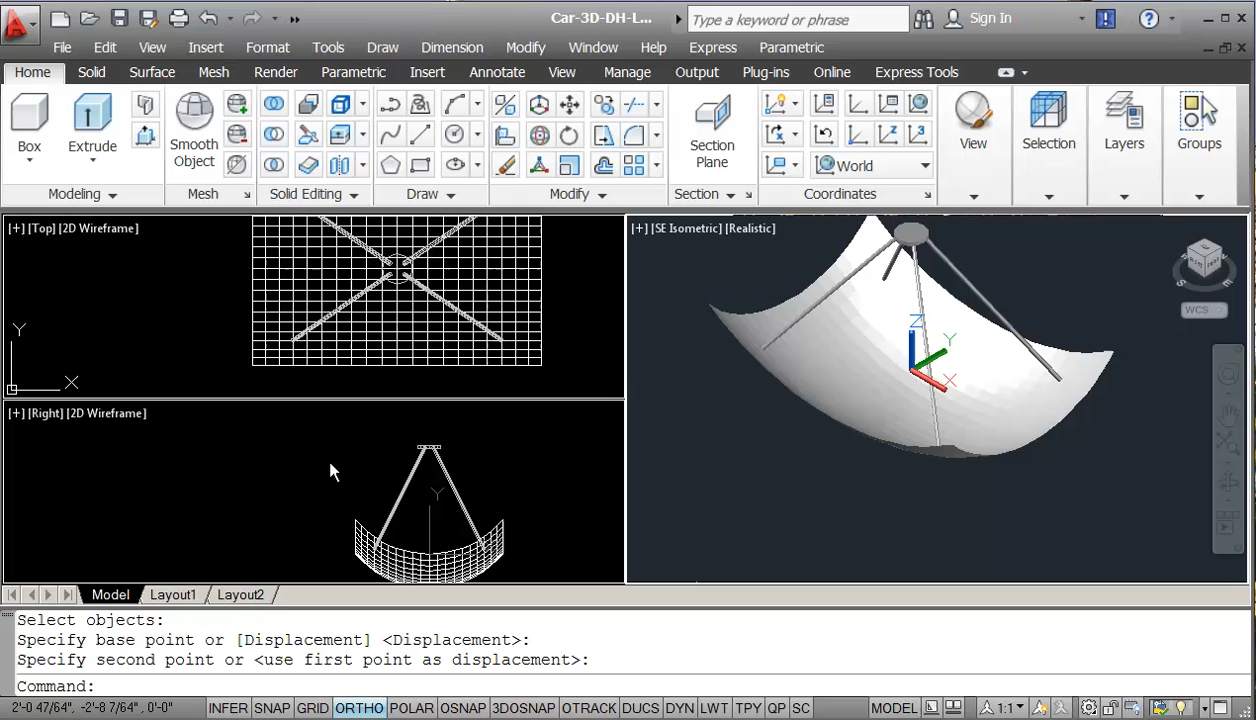 Car-3D-DH-L...
Type a keyword or phrase
Sign In
File Edit View Insert Format Tools Draw Dimension Modify Window Help Express Parametric
Home Solid Surface Mesh Render Parametric Insert Annotate View Manage Output Plug-ins Online Express Tools
Box Extrude Smooth Object Section Plane World View Selection Layers Groups
Modeling Mesh Solid Editing Draw Modify Section Coordinates
[+] [Top] [2D Wireframe]
Y
X
[+] [Right] [2D Wireframe]
Y
[+] [SE Isometric] [Realistic]
Z
Y
X
S E
WCS
Model Layout1 Layout2
Select objects:
Specify base point or [Displacement] <Displacement>:
Specify second point or <use first point as displacement>:
Command:
2'-0 47/64", -2'-8 7/64", 0'-0" INFER SNAP GRID ORTHO POLAR OSNAP 3DOSNAP OTRACK DUCS DYN LWT TPY QP SC MODEL 1:1